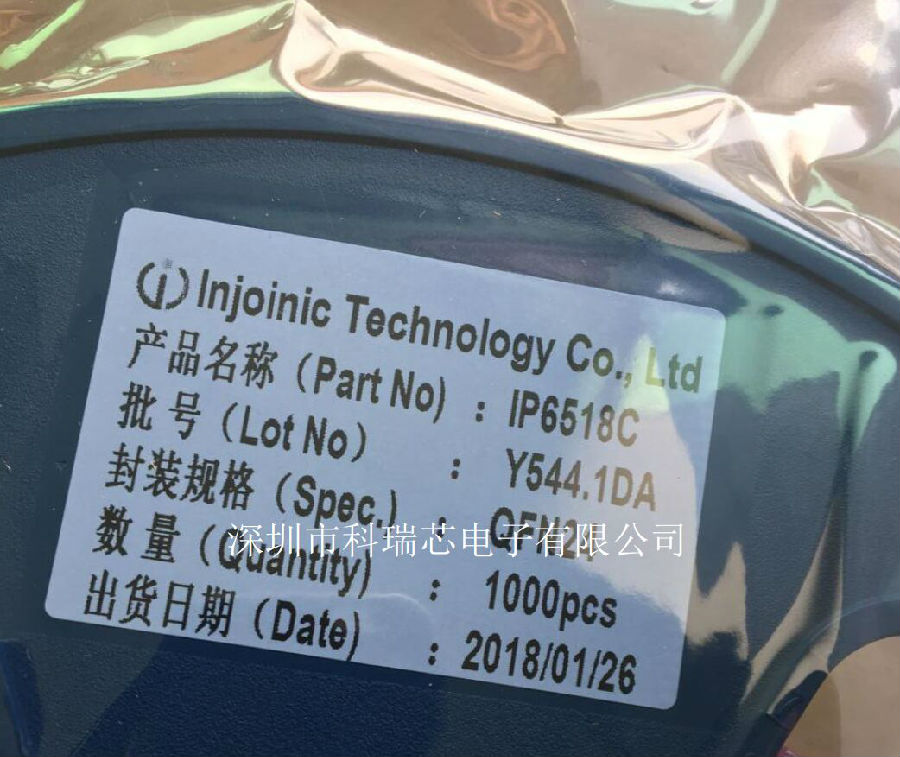 Injoinic Technology Co., Ltd
产品名称（Part No）: IP6518C
批号（Lot No）: Y544.1DA
封装规格（Spec.）:
深圳市科瑞芯电子有限公司
数量（Quantity）: 1000pcs
出货日期（Date）: 2018/01/26